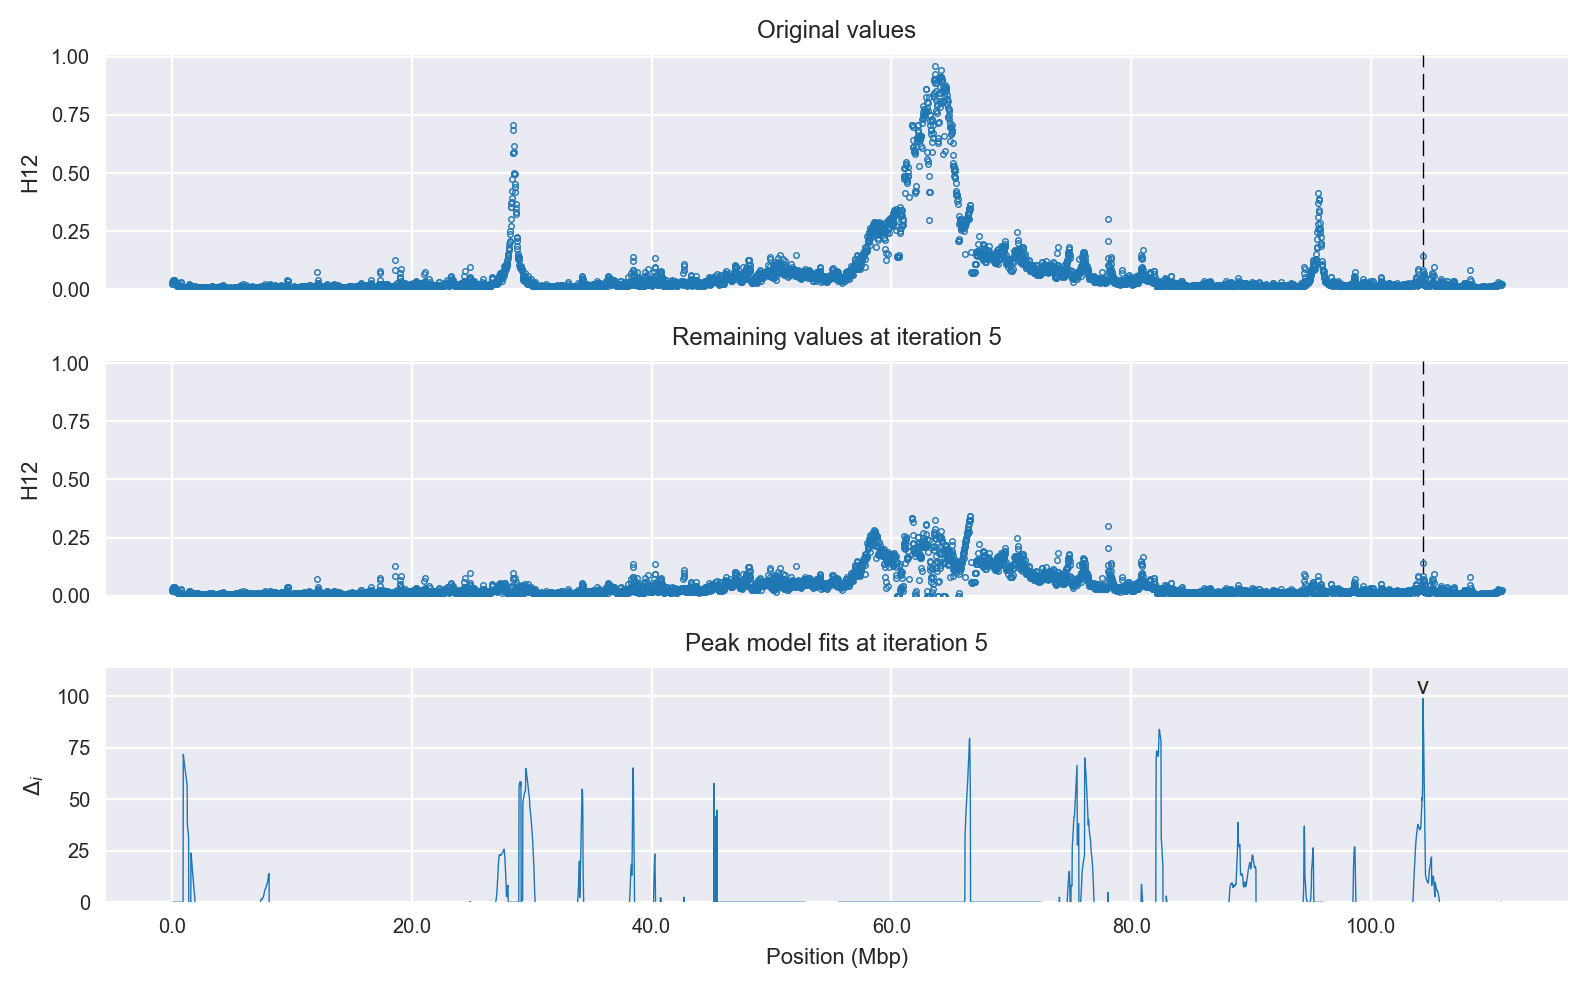 Original values
1.00
0.75
0.50
0.25
0.00
H12
Remaining values at iteration 5
1.00
0.75
0.50
0.25
0.00
H12
Peak model fits at iteration 5
v
100
75
50
25
0
Δi
0.0 20.0 40.0 60.0 80.0 100.0
Position (Mbp)